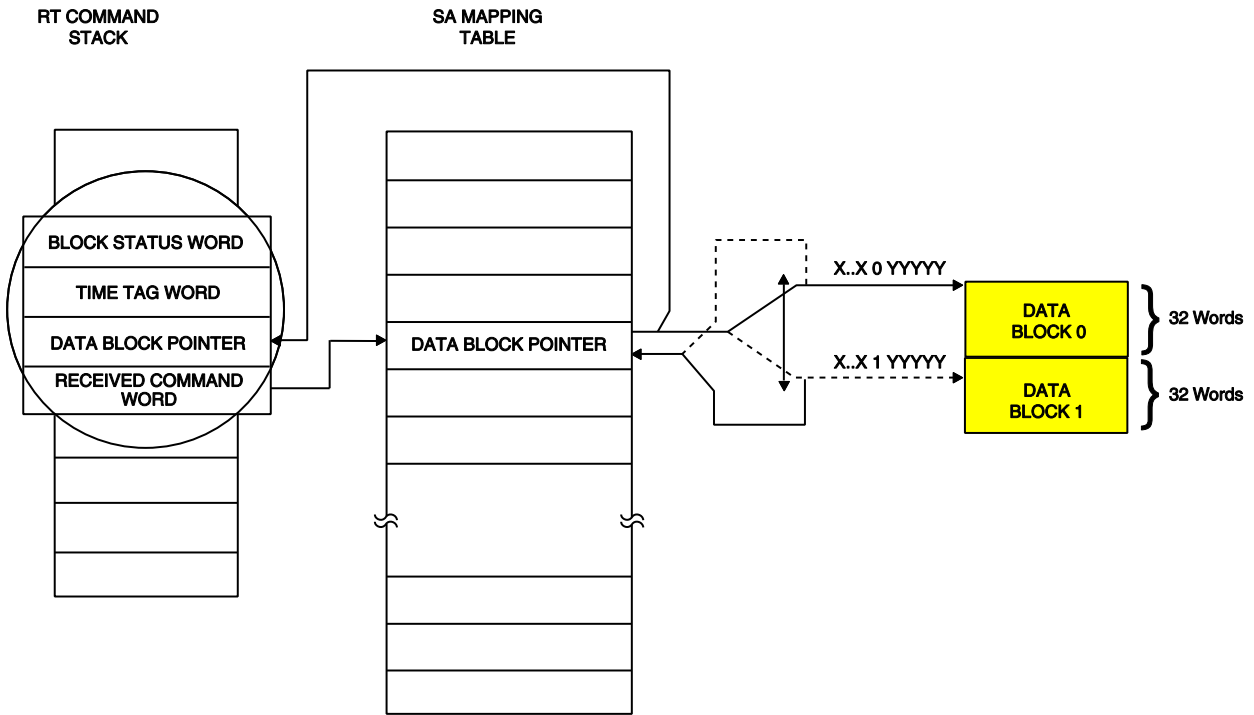 RT COMMAND
STACK
SA MAPPING
TABLE
BLOCK STATUS WORD
TIME TAG WORD
DATA BLOCK POINTER
RECEIVED COMMAND
WORD
DATA BLOCK POINTER
X..X 0 YYYYY
X..X 1 YYYYY
DATA
BLOCK 0
32 Words
DATA
BLOCK 1
32 Words